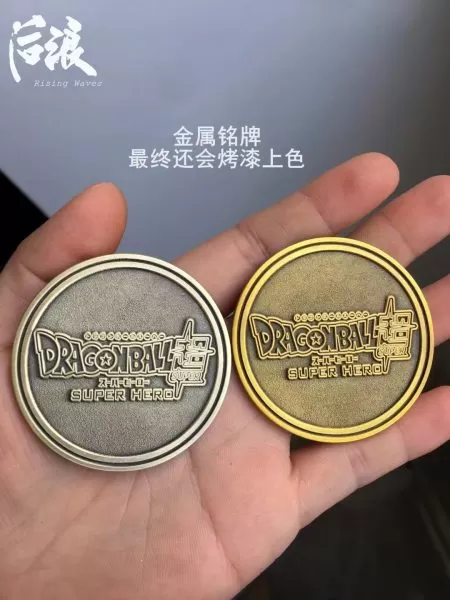 后浪
Rising Waves
金属铭牌
最终还会烤漆上色
DRAGONBALL超
SUPER
スーパーヒーロー
SUPER HERO
DRAGONBALL超
SUPER
スーパーヒーロー
SUPER HERO